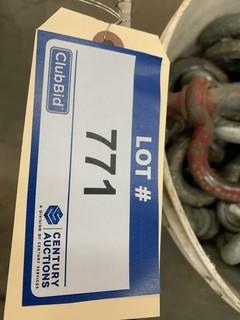 ClubBid
LOT #
771
CENTURY
AUCTIONS
A DIVISION OF CENTURY SERVICES